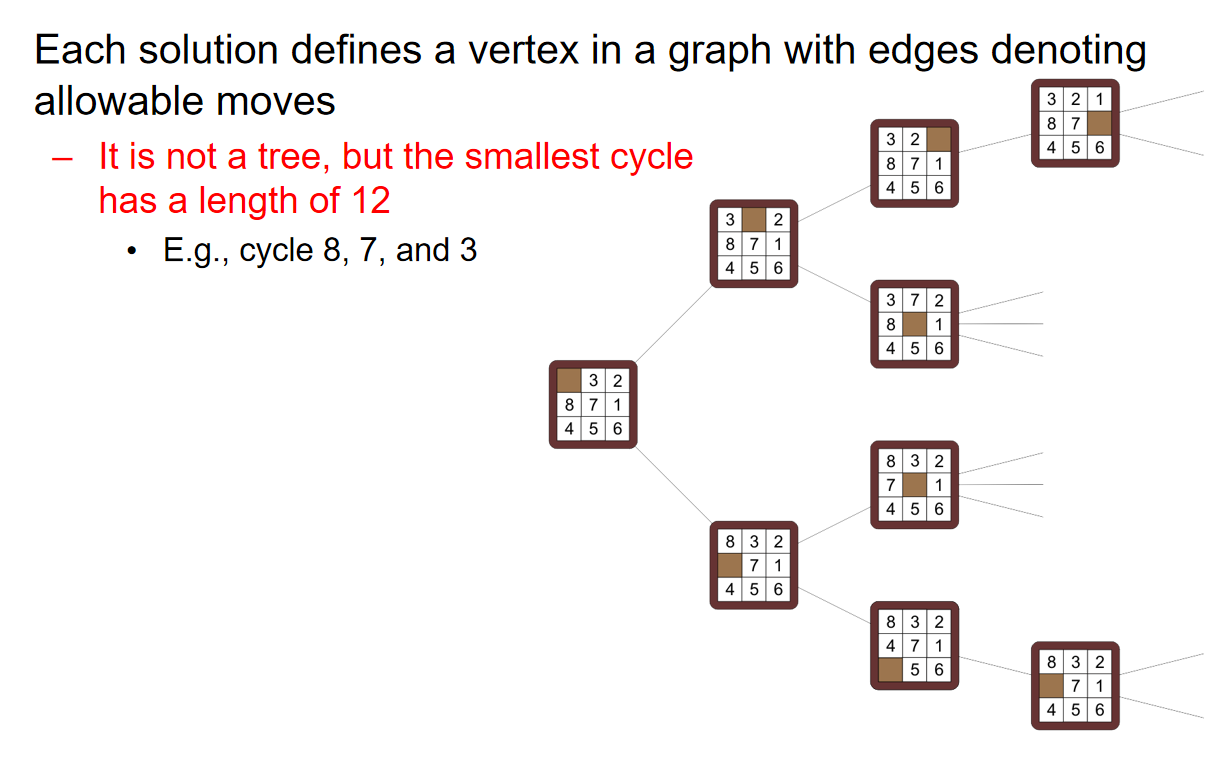 Each solution defines a vertex in a graph with edges denoting
allowable moves
– It is not a tree, but the smallest cycle
has a length of 12
• E.g., cycle 8, 7, and 3
3 2 1
8 7
4 5 6
3 2
8 7 1
4 5 6
3 2
8 7 1
4 5 6
3 7 2
8 1
4 5 6
3 2
8 7 1
4 5 6
8 3 2
7 1
4 5 6
8 3 2
7 1
4 5 6
8 3 2
4 7 1
5 6
8 3 2
7 1
4 5 6